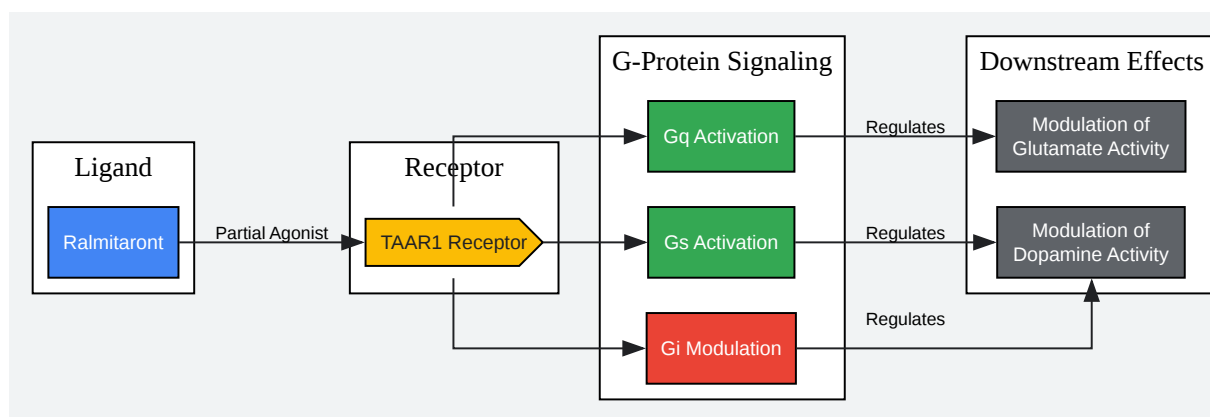 Ligand
Ralmitaront
Partial Agonist
Receptor
TAAR1 Receptor
G-Protein Signaling
Gq Activation
Gs Activation
Gi Modulation
Regulates
Regulates
Regulates
Downstream Effects
Modulation of
Glutamate Activity
Modulation of
Dopamine Activity